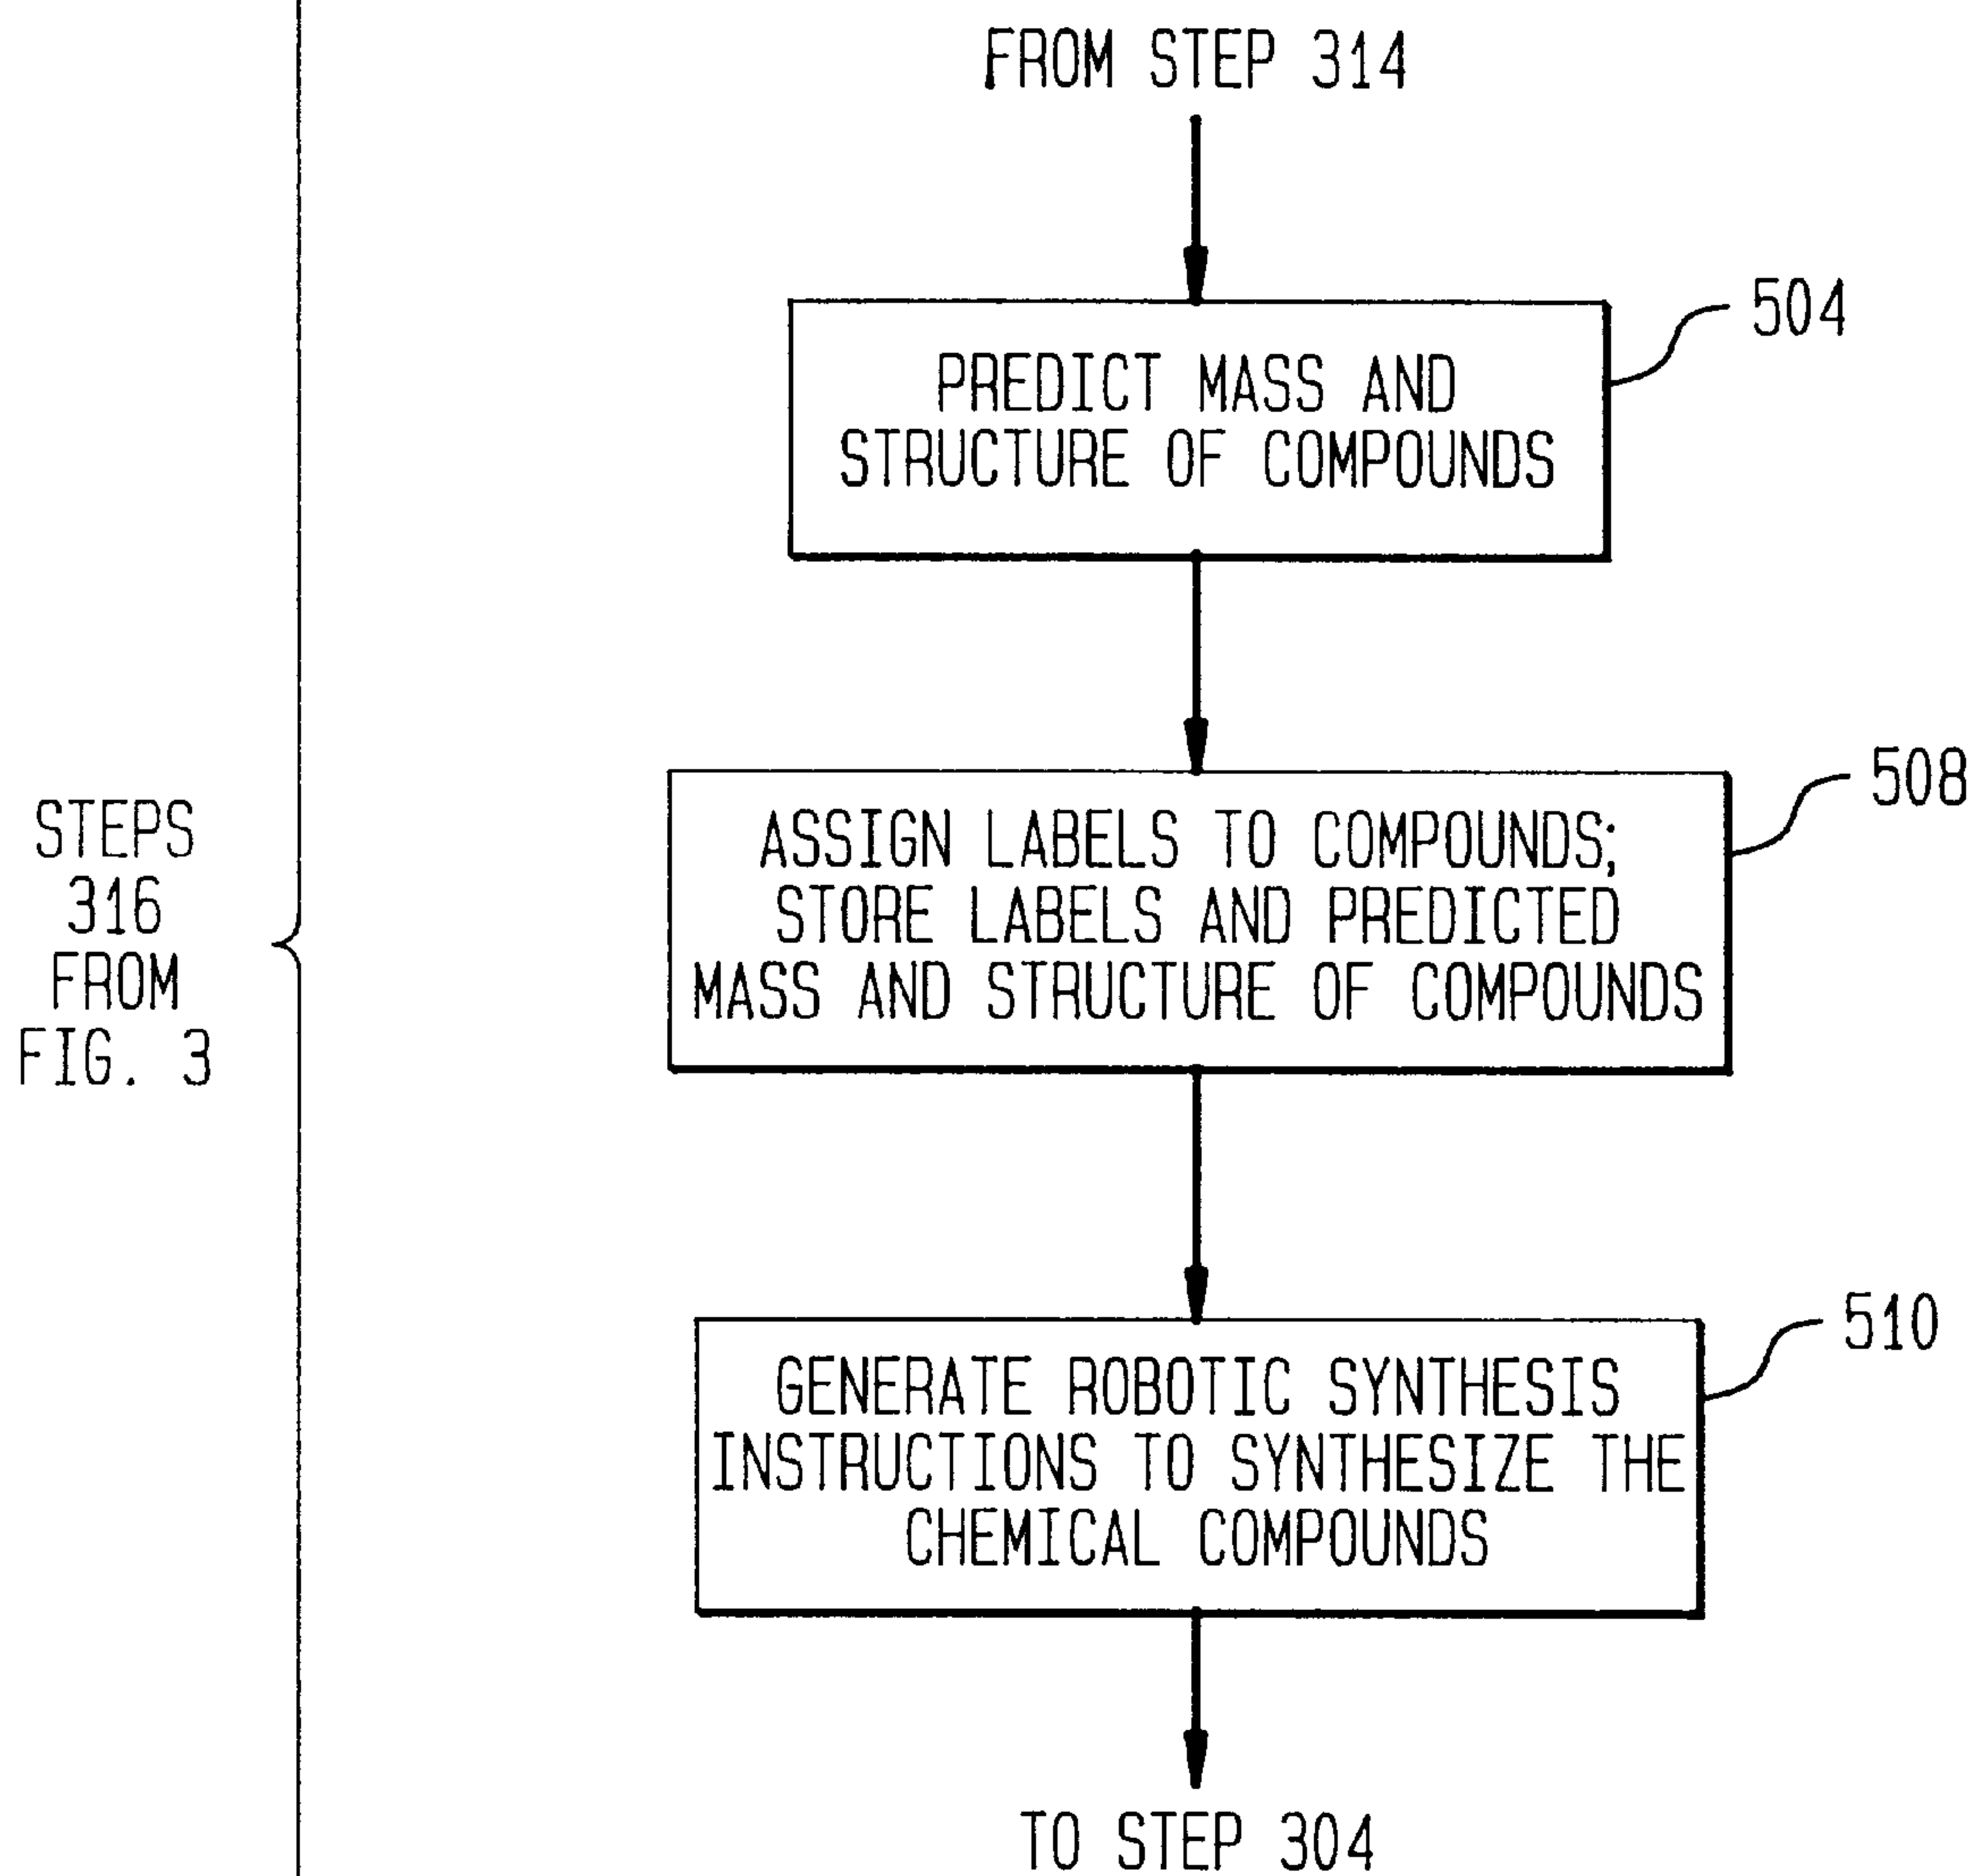 FROM STEP 314
504
PREDICT MASS AND
STRUCTURE OF COMPOUNDS
508
ASSIGN LABELS TO COMPOUNDS;
STORE LABELS AND PREDICTED
MASS AND STRUCTURE OF COMPOUNDS
STEPS
316
FROM
FIG. 3
510
GENERATE ROBOTIC SYNTHESIS
INSTRUCTIONS TO SYNTHESIZE THE
CHEMICAL COMPOUNDS
TO STEP 304